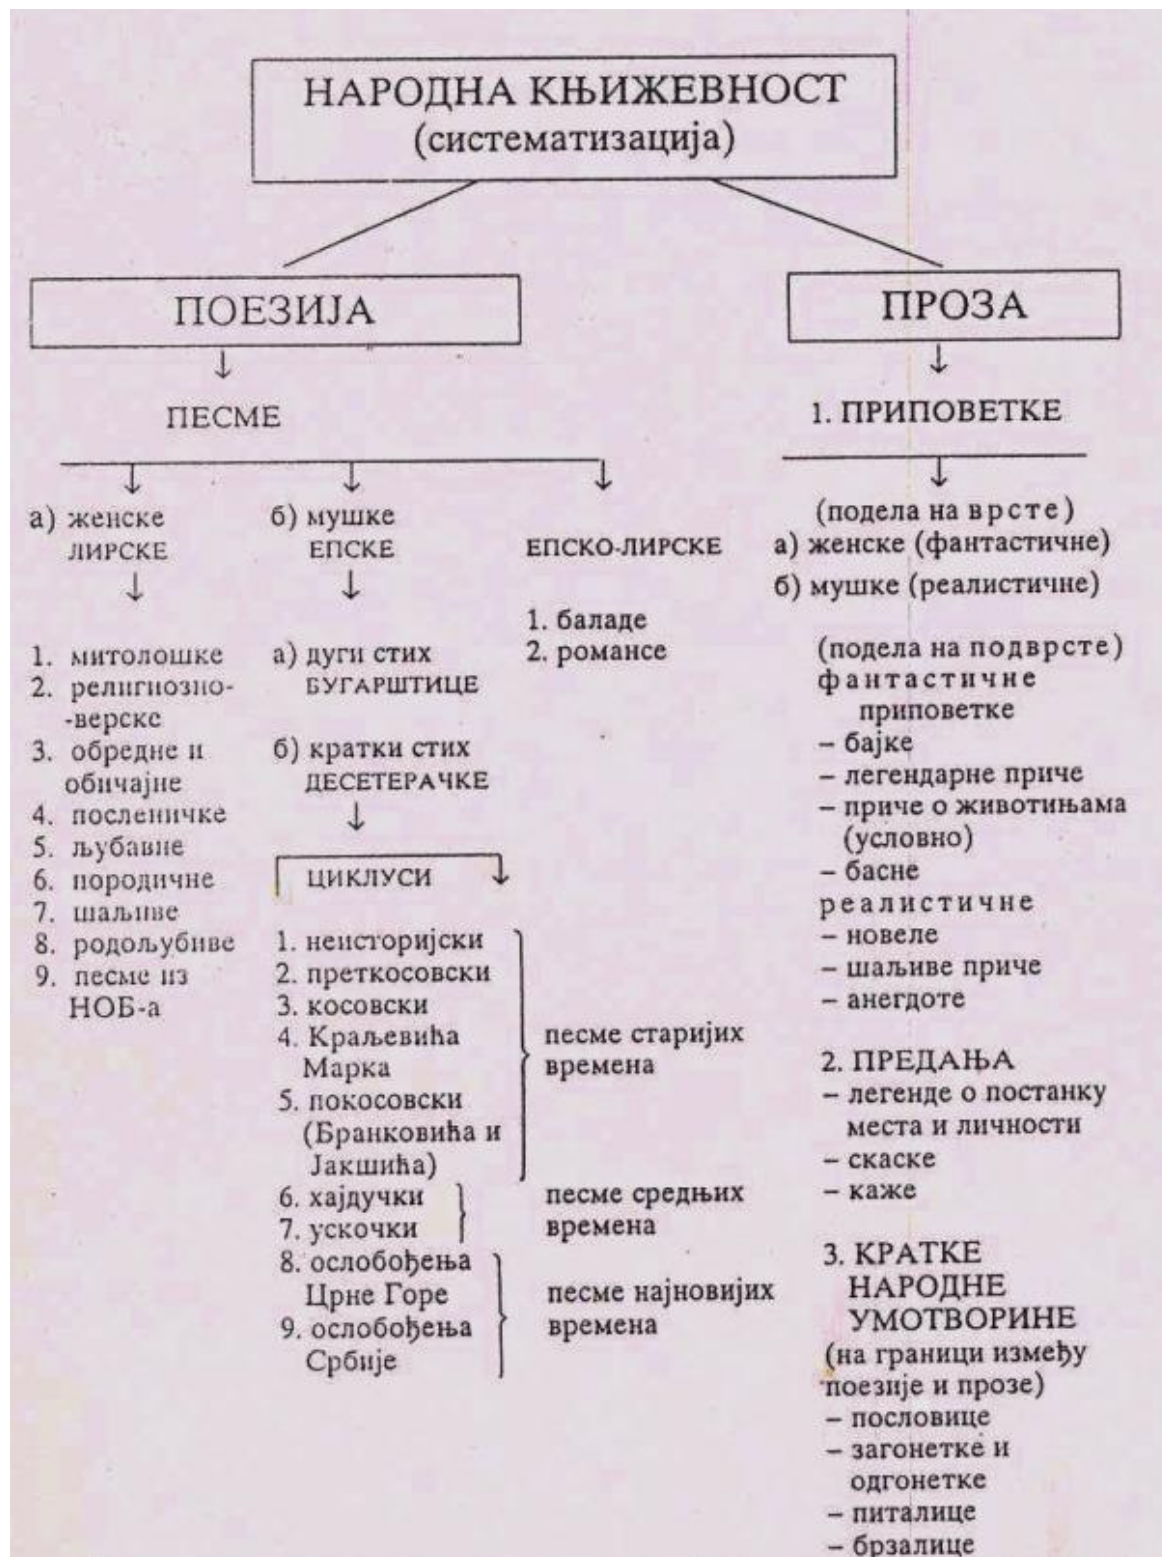 НАРОДНА КЊИЖЕВНОСТ
(систематизација)
ПОЕЗИЈА
ПЕСМЕ
а) женске
ЛИРСКЕ
1. митолошке
2. религиозно-
-верске
3. обредне и
обичајне
4. посленичке
5. љубавне
6. породичне
7. шаљиве
8. родољубиве
9. песме из
НОБ-а
б) мушке
ЕПСКЕ
а) дуги стих
БУГАРШТИЦЕ
б) кратки стих
ДЕСЕТЕРАЧКЕ
ЦИКЛУСИ
1. неисторијски
2. преткосовски
3. косовски
4. Краљевића
Марка
5. покосовски
(Бранковића и
Јакшића)
песме старијих
времена
6. хајдучки
7. ускочки
песме средњих
времена
8. ослобођења
Црне Горе
9. ослобођења
Србије
песме најновијих
времена
ЕПСКО-ЛИРСКЕ
1. баладе
2. романсе
ПРОЗА
1. ПРИПОВЕТКЕ
(подела на врсте)
а) женске (фантастичне)
б) мушке (реалистичне)
(подела на подврсте)
фантастичне
приповетке
– бајке
– легендарне приче
– приче о животињама
(условно)
– басне
реалистичне
– новеле
– шаљиве приче
– анегдоте
2. ПРЕДАЊА
– легенде о постанку
места и личности
– скаске
– каже
3. КРАТКЕ
НАРОДНЕ
УМОТВОРИНЕ
(на граници између
поезије и прозе)
– пословице
– загонетке и
одгонетке
– питалице
– брзалице